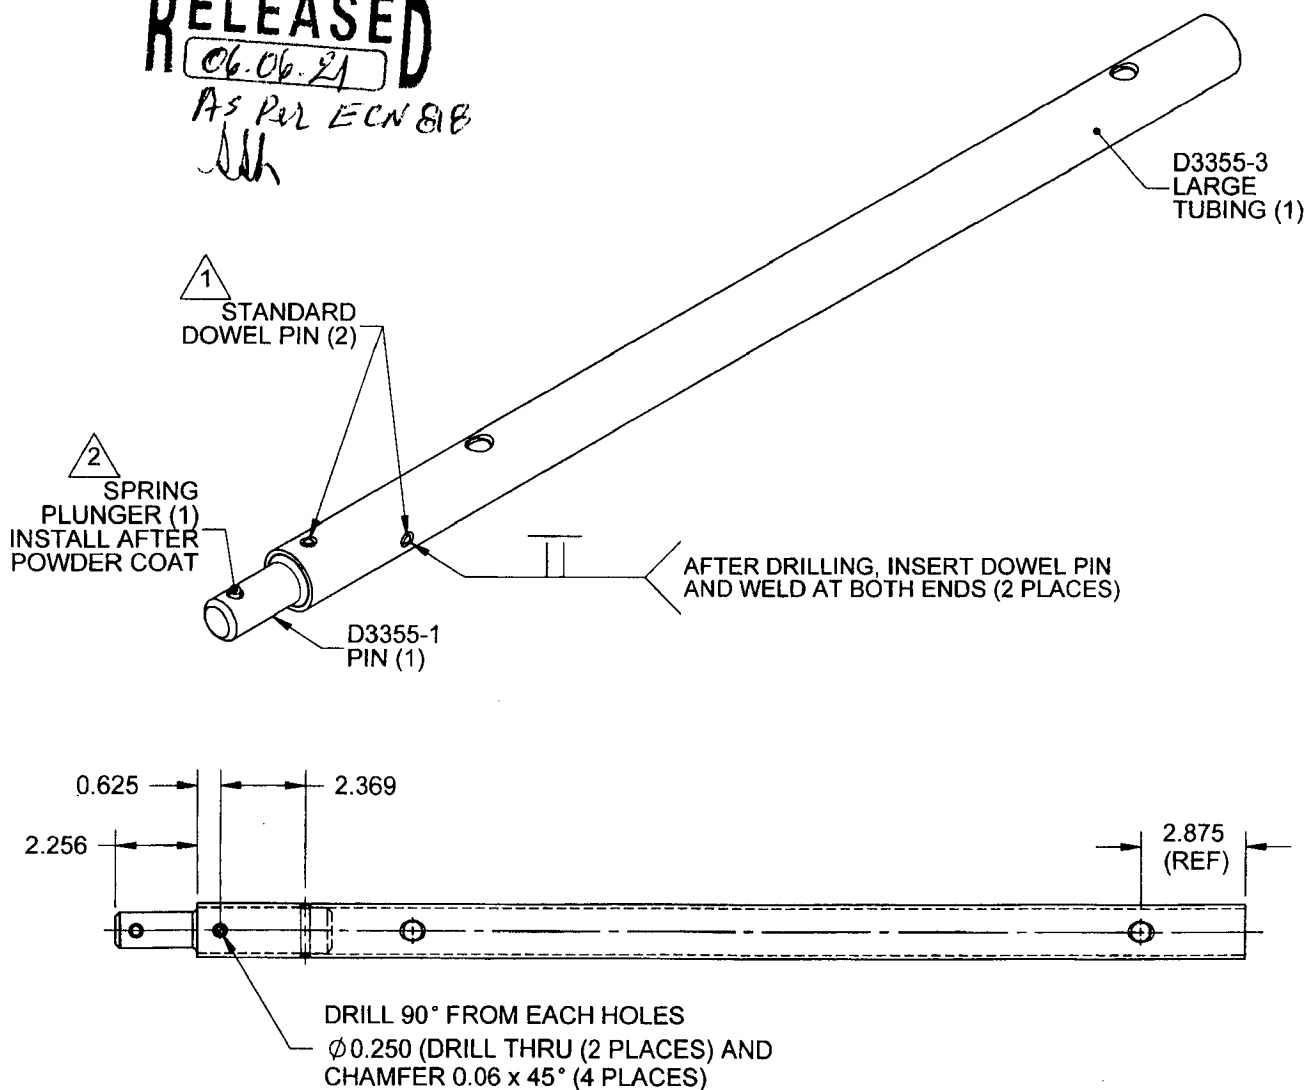 RELEASED
06.06.21
As Per ECN 818
D3355-3
LARGE
TUBING (1)
1
STANDARD
DOWEL PIN (2)
2
SPRING
PLUNGER (1)
INSTALL AFTER
POWDER COAT
AFTER DRILLING, INSERT DOWEL PIN
AND WELD AT BOTH ENDS (2 PLACES)
D3355-1
PIN (1)
0.625
2.369
2.256
2.875
(REF)
DRILL 90° FROM EACH HOLES
Ø0.250 (DRILL THRU (2 PLACES) AND
CHAMFER 0.06 x 45° (4 PLACES)